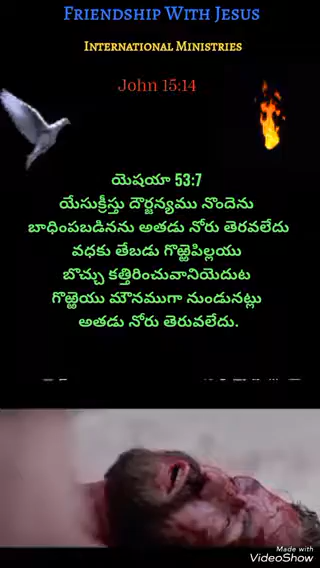 Friendship With Jesus
International Ministries
John 15:14
యెషయా 53:7
యేసుక్రీస్తు దౌర్జన్యము నొందెను
బాధింపబడినను అతడు నోరు తెరవలేదు
వధకు తేబడు గొఱ్ఱెపిల్లయు
బొచ్చు కత్తిరించువానియెదుట
గొఱ్ఱెయు మౌనముగా నుండునట్లు
అతడు నోరు తెరువలేదు.
Made with
VideoShow